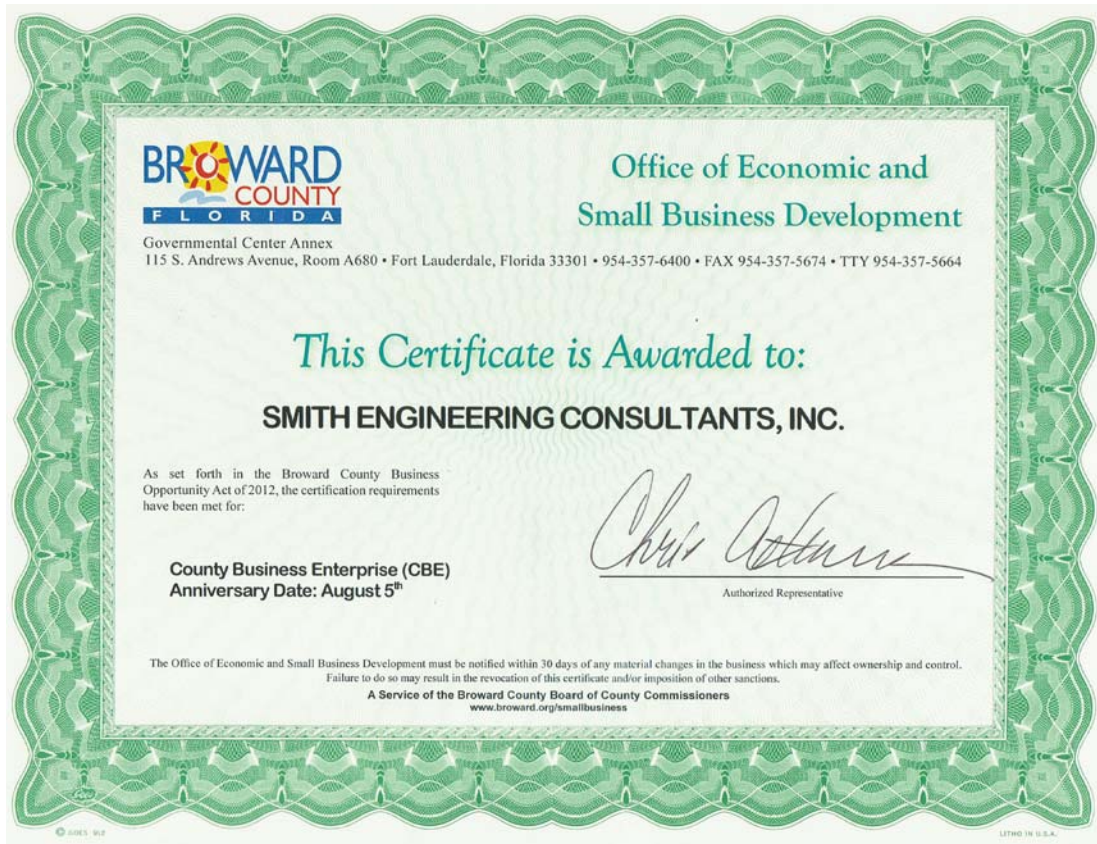 BROWARD
COUNTY
FLORIDA
Office of Economic and
Small Business Development
Governmental Center Annex
115 S. Andrews Avenue, Room A680 • Fort Lauderdale, Florida 33301 • 954-357-6400 • FAX 954-357-5674 • TTY 954-357-5664
This Certificate is Awarded to:
SMITH ENGINEERING CONSULTANTS, INC.
As set forth in the Broward County Business
Opportunity Act of 2012, the certification requirements
have been met for:
Chris
County Business Enterprise (CBE)
Anniversary Date: August 5th
Authorized Representative
The Office of Economic and Small Business Development must be notified within 30 days of any material changes in the business which may affect ownership and control.
Failure to do so may result in the revocation of this certificate and/or imposition of other sanctions.
A Service of the Broward County Board of County Commissioners
www.broward.org/smallbusiness
LITHO IN U.S.A.